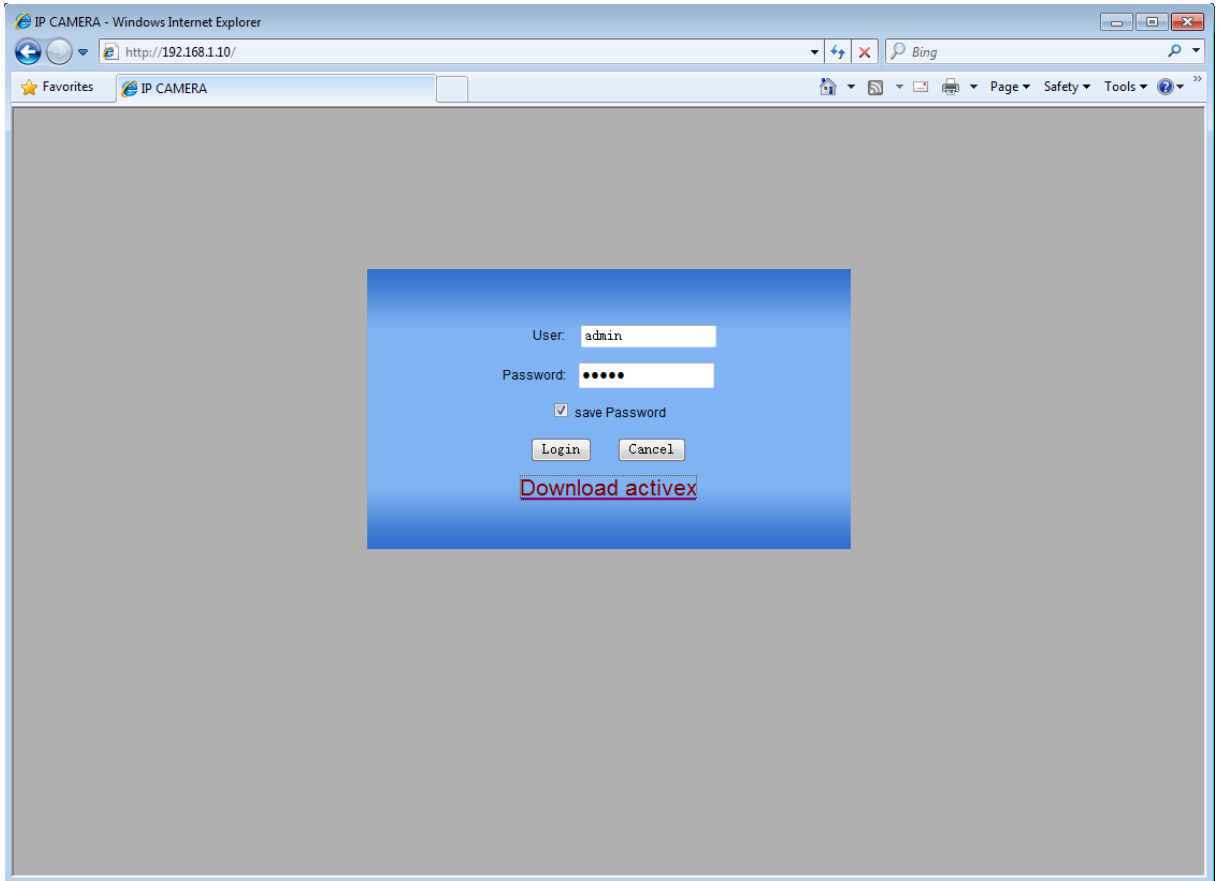 IP CAMERA - Windows Internet Explorer
http://192.168.1.10/
Bing
Favorites
IP CAMERA
Page
Safety
Tools
User: admin
Password: •••••
save Password
Login Cancel
Download activex